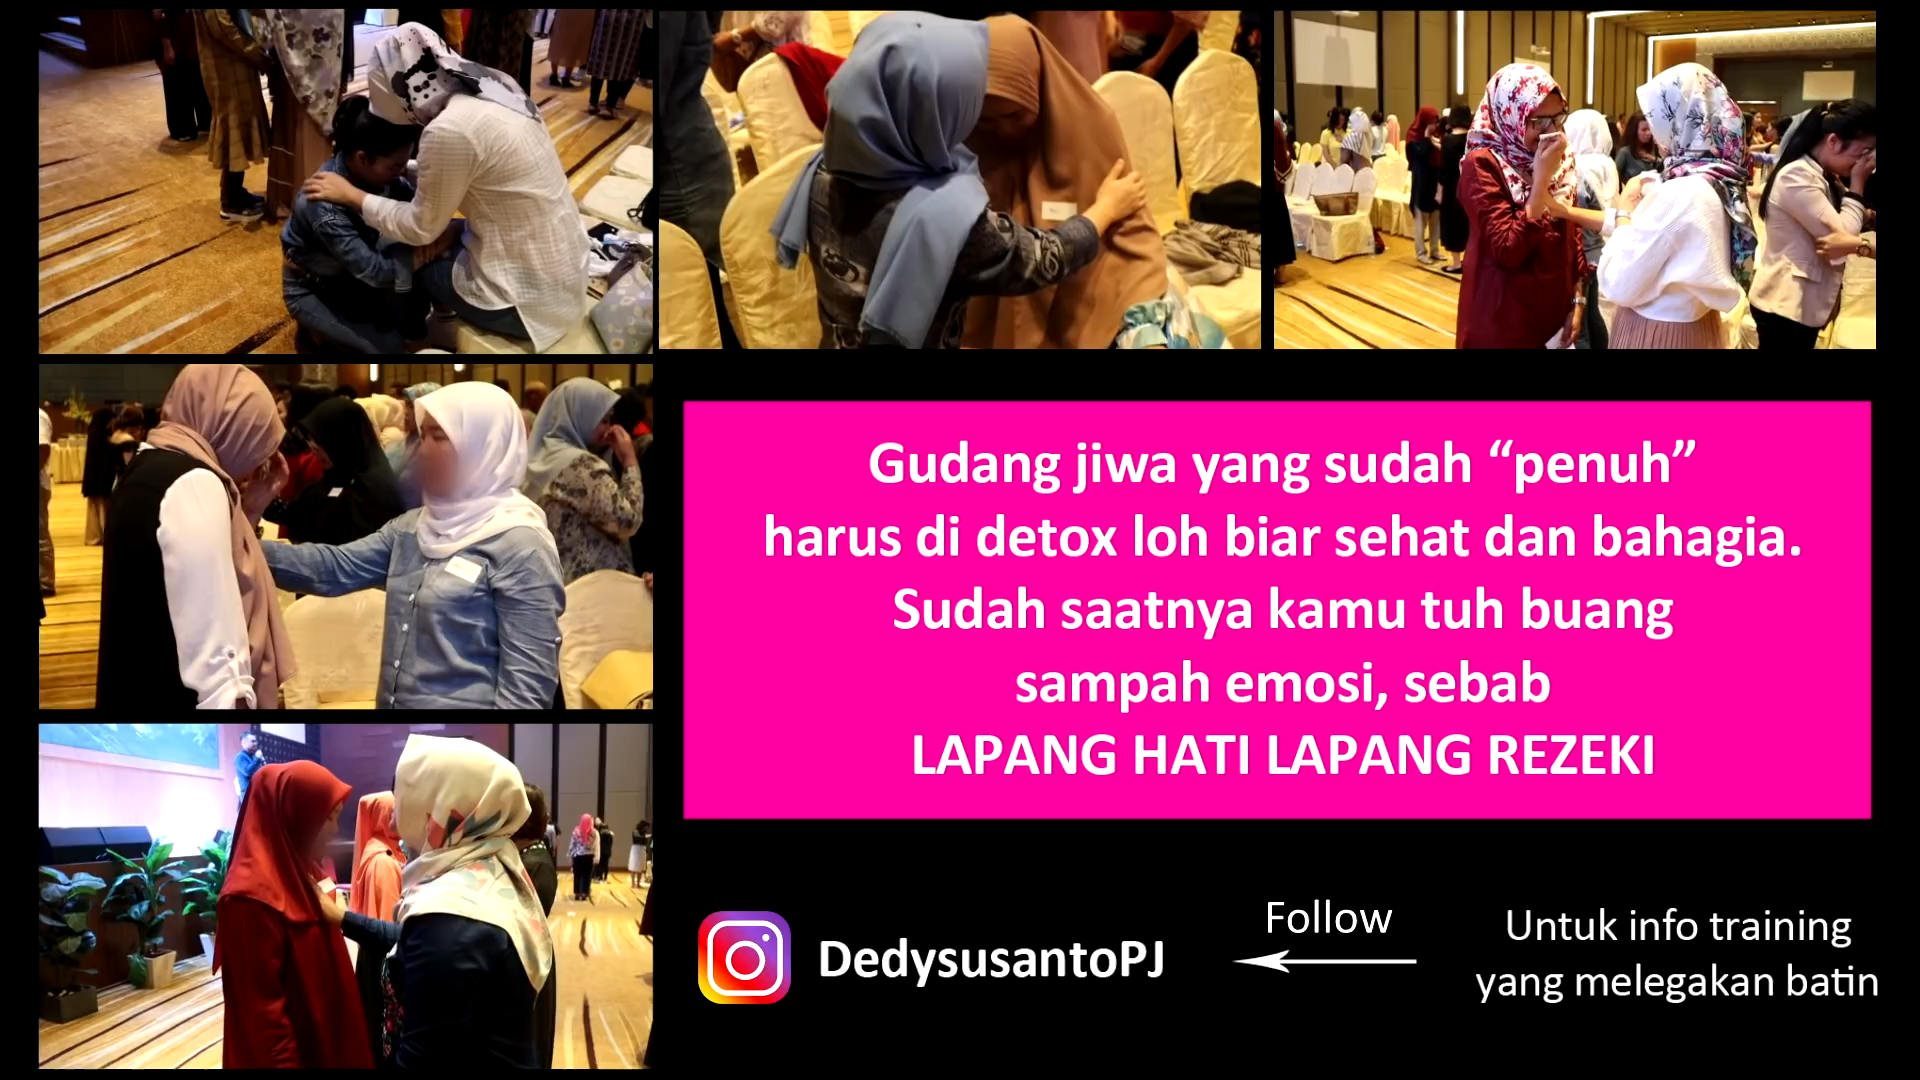 Gudang jiwa yang sudah “penuh”
harus di detox loh biar sehat dan bahagia.
Sudah saatnya kamu tuh buang
sampah emosi, sebab
LAPANG HATI LAPANG REZEKI
DedysusantoPJ
Follow
Untuk info training
yang melegakan batin